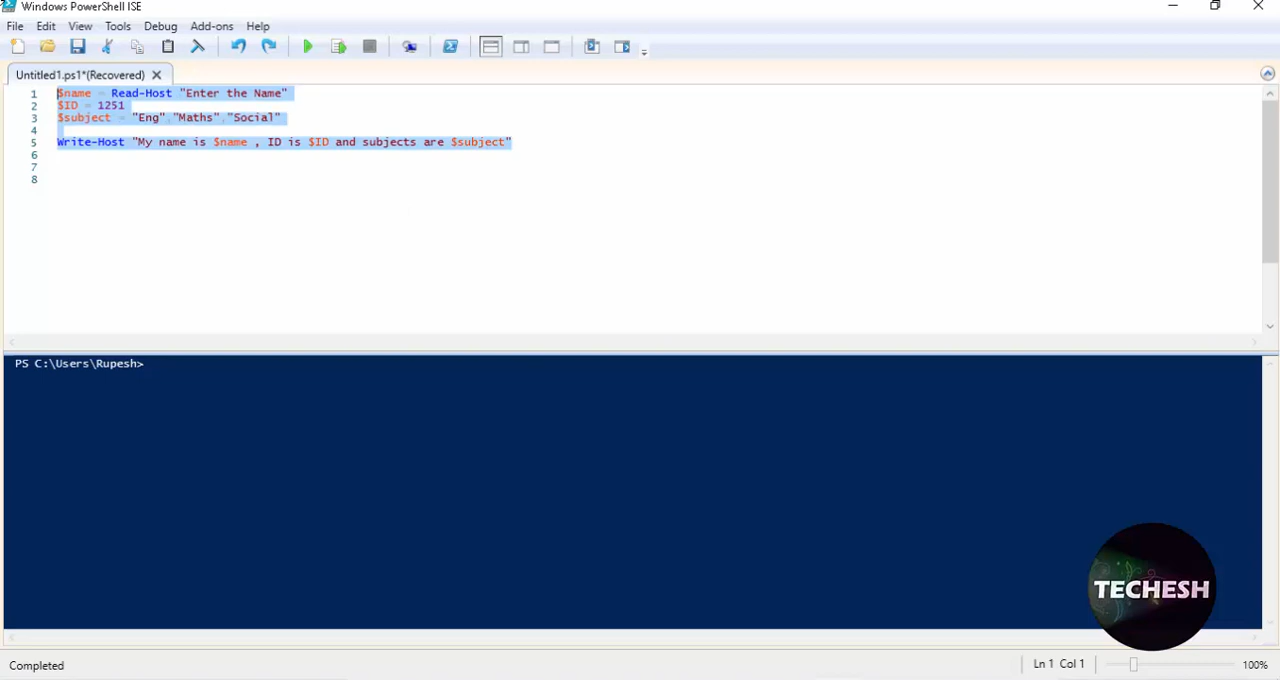 Windows PowerShell ISE
File Edit View Tools Debug Add-ons Help
Untitled1.ps1*(Recovered)
1 $name = Read-Host "Enter the Name"
2 $ID = 1251
3 $subject = "Eng","Maths","Social"
4
5 Write-Host "My name is $name , ID is $ID and subjects are $subject"
6
7
8
PS C:\Users\Rupesh>
TECHESH
Completed Ln 1 Col 1 100%